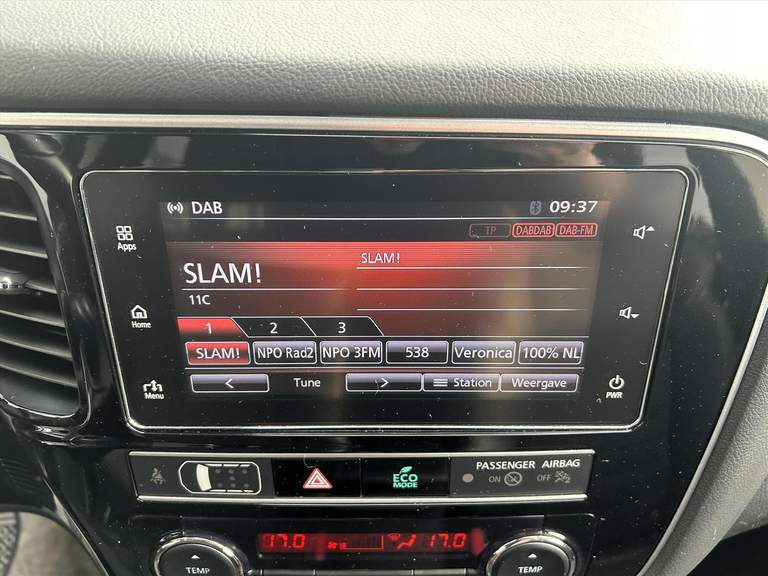 DAB 09:37
TP DABDAB DAB-FM
Apps
SLAM!
SLAM!
11C
Home
1 2 3
SLAM! NPO Rad2 NPO 3FM 538 Veronica 100% NL
< Tune > Station Weergave
Menu
PWR
PASSENGER AIRBAG
ECO MODE ON OFF
17.0 17.0
TEMP TEMP